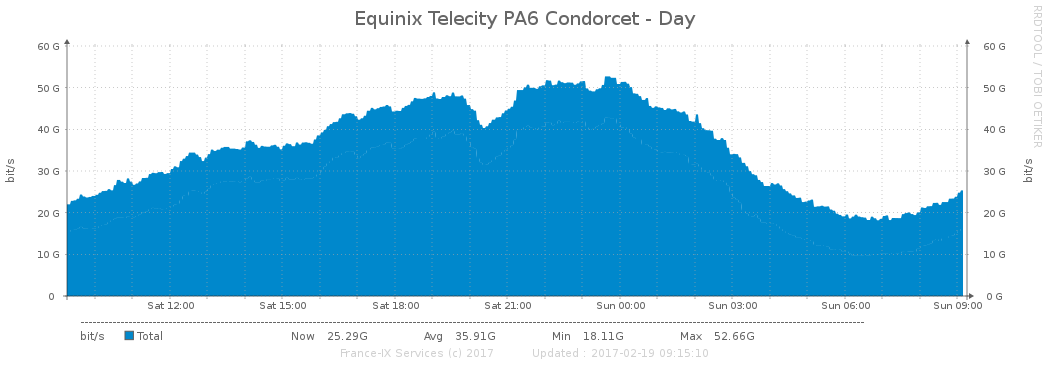 Equinix Telecity PA6 Condorcet - Day
RRDTOOL / TOBI OETIKER
bit/s
60 G
50 G
40 G
30 G
20 G
10 G
0
60 G
50 G
40 G
30 G
20 G
10 G
0 G
bit/s
Sat 12:00 Sat 15:00 Sat 18:00 Sat 21:00 Sun 00:00 Sun 03:00 Sun 06:00 Sun 09:00
bit/s Total Now 25.29G Avg 35.91G Min 18.11G Max 52.66G
France-IX Services (c) 2017 Updated : 2017-02-19 09:15:10